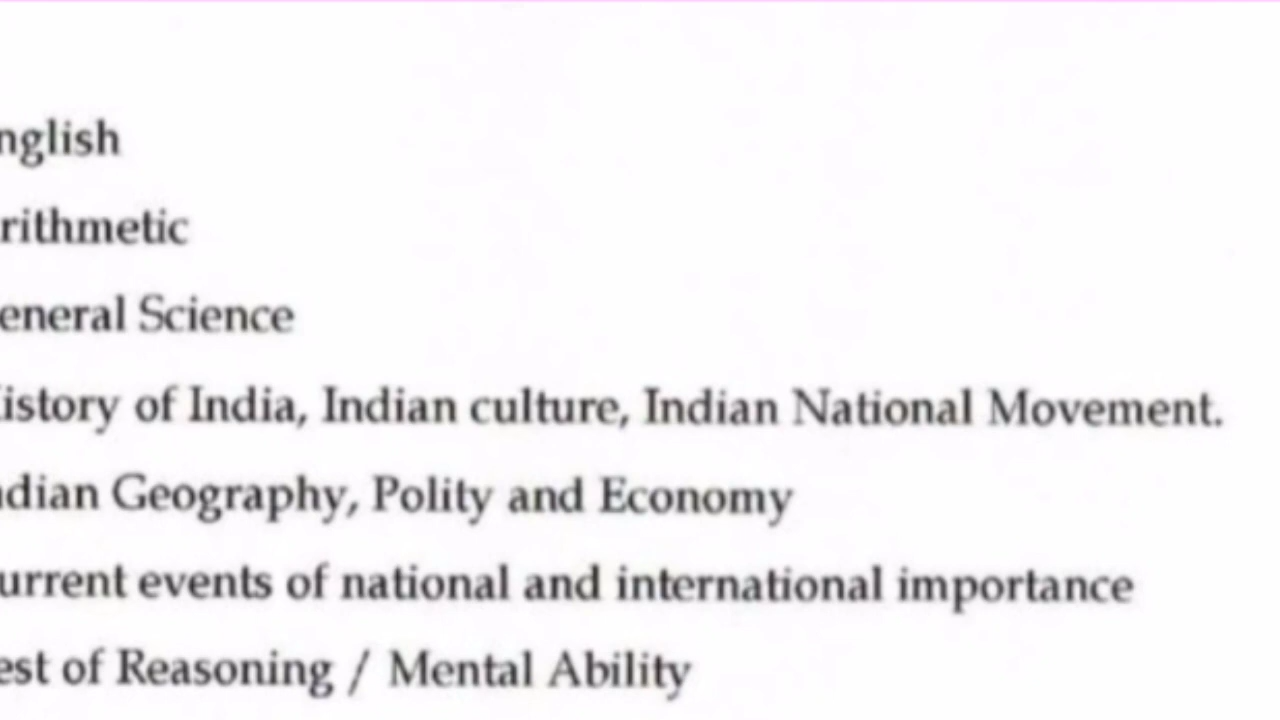 nglish
rithmetic
eneral Science
istory of India, Indian culture, Indian National Movement.
dian Geography, Polity and Economy
urrent events of national and international importance
est of Reasoning / Mental Ability